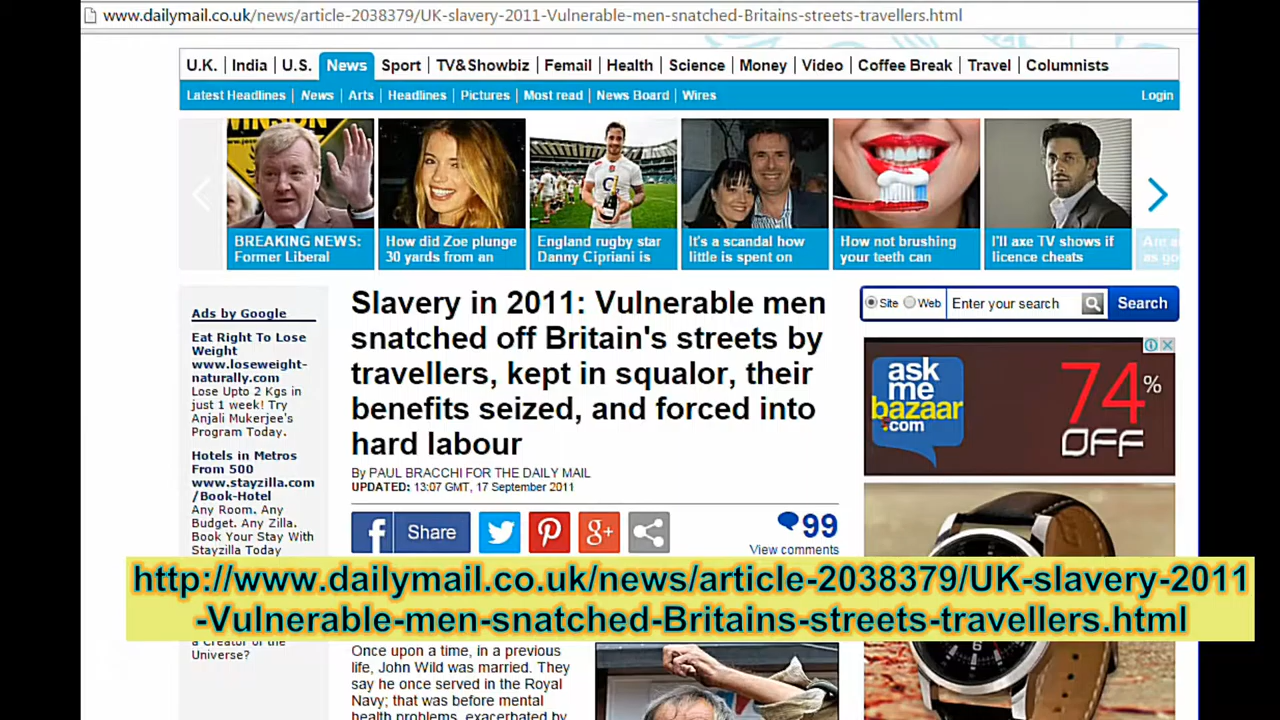 www.dailymail.co.uk/news/article-2038379/UK-slavery-2011-Vulnerable-men-snatched-Britains-streets-travellers.html
U.K. India U.S. News Sport TV&Showbiz Femail Health Science Money Video Coffee Break Travel Columnists
Latest Headlines News Arts Headlines Pictures Most read News Board Wires Login
BREAKING NEWS:
Former Liberal
How did Zoe plunge
30 yards from an
England rugby star
Danny Cipriani is
It's a scandal how
little is spent on
How not brushing
your teeth can
I'll axe TV shows if
licence cheats
Slavery in 2011: Vulnerable men
snatched off Britain's streets by
travellers, kept in squalor, their
benefits seized, and forced into
hard labour
By PAUL BRACCHI FOR THE DAILY MAIL
UPDATED: 13:07 GMT, 17 September 2011
f Share
g+
99
View comments
Site Web Enter your search Search
Ads by Google
Eat Right To Lose
Weight
www.loseweight-
naturally.com
Lose Upto 2 Kgs in
just 1 week! Try
Anjali Mukerjee's
Program Today.
Hotels in Metros
From 500
www.stayzilla.com
/Book-Hotel
Any Room. Any
Budget. Any Zilla.
Book Your Stay With
Stayzilla Today
ask
me
bazaar
.com
74%
OFF
http://www.dailymail.co.uk/news/article-2038379/UK-slavery-2011
-Vulnerable-men-snatched-Britains-streets-travellers.html
a Creator of the
Universe?
Once upon a time, in a previous
life, John Wild was married. They
say he once served in the Royal
Navy; that was before mental
health problems, exacerbated by